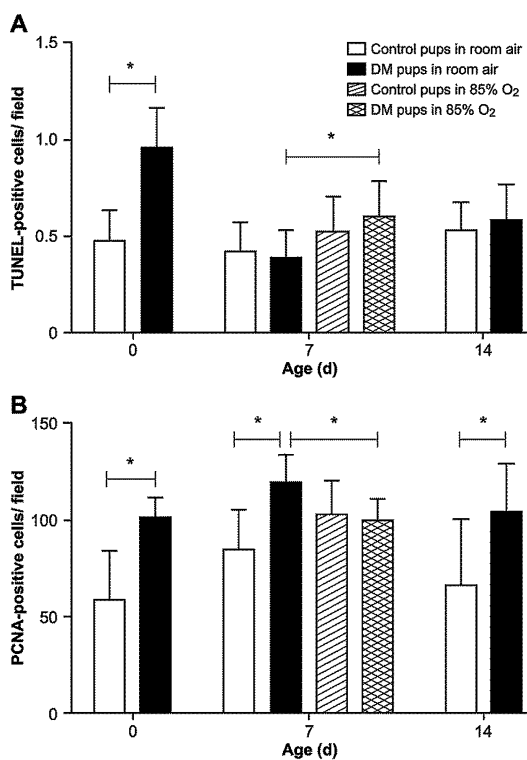 A
TUNEL-positive cells/ field
1.5
1.0
0.5
0
Control pups in room air
DM pups in room air
Control pups in 85% O₂
DM pups in 85% O₂
*
*
0 7 14
Age (d)
B
PCNA-positive cells/ field
150
100
50
0
*
*
*
*
0 7 14
Age (d)